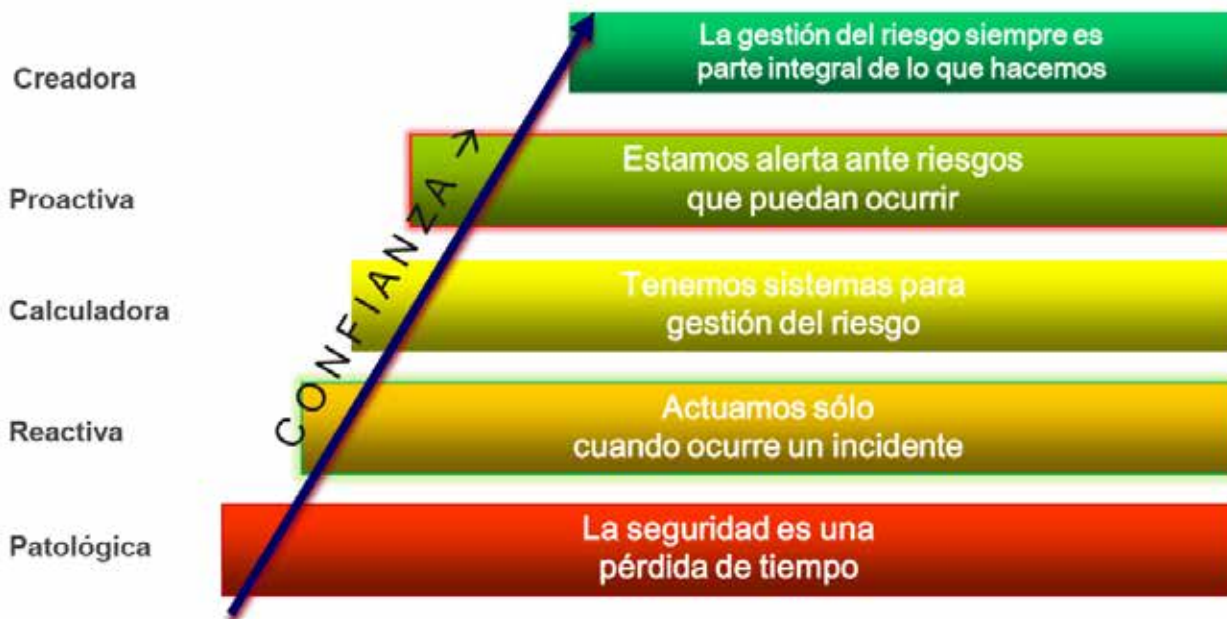 Creadora
La gestión del riesgo siempre es
parte integral de lo que hacemos
Proactiva
Estamos alerta ante riesgos
que puedan ocurrir
Calculadora
Tenemos sistemas para
gestión del riesgo
Reactiva
Actuamos sólo
cuando ocurre un incidente
Patológica
La seguridad es una
pérdida de tiempo
CONFIANZA →